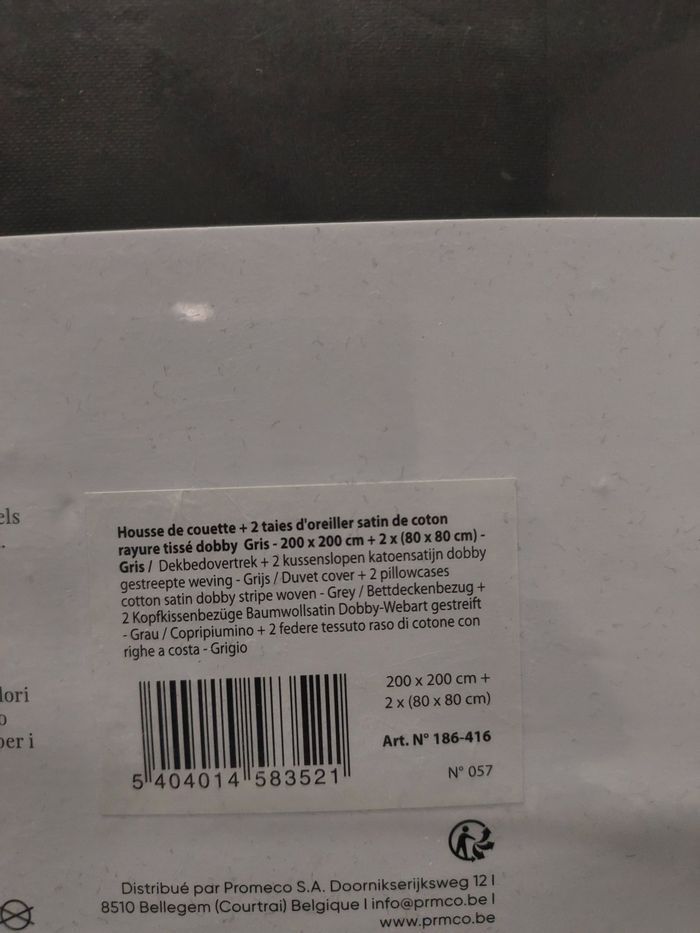 els
.
Housse de couette + 2 taies d'oreiller satin de coton
rayure tissé dobby Gris - 200 x 200 cm + 2 x (80 x 80 cm) -
Gris / Dekbedovertrek + 2 kussenslopen katoensatijn dobby
gestreepte weving - Grijs / Duvet cover + 2 pillowcases
cotton satin dobby stripe woven - Grey / Bettdeckenbezug +
2 Kopfkissenbezüge Baumwollsatin Dobby-Webart gestreift
- Grau / Copripiumino + 2 federe tessuto raso di cotone con
righe a costa - Grigio
lori
o
per i
200 x 200 cm +
2 x (80 x 80 cm)
Art. N° 186-416
N° 057
5 404014 583521
Distribué par Promeco S.A. Doornikserijksweg 12 I
8510 Bellegem (Courtrai) Belgique I info@prmco.be I
www.prmco.be